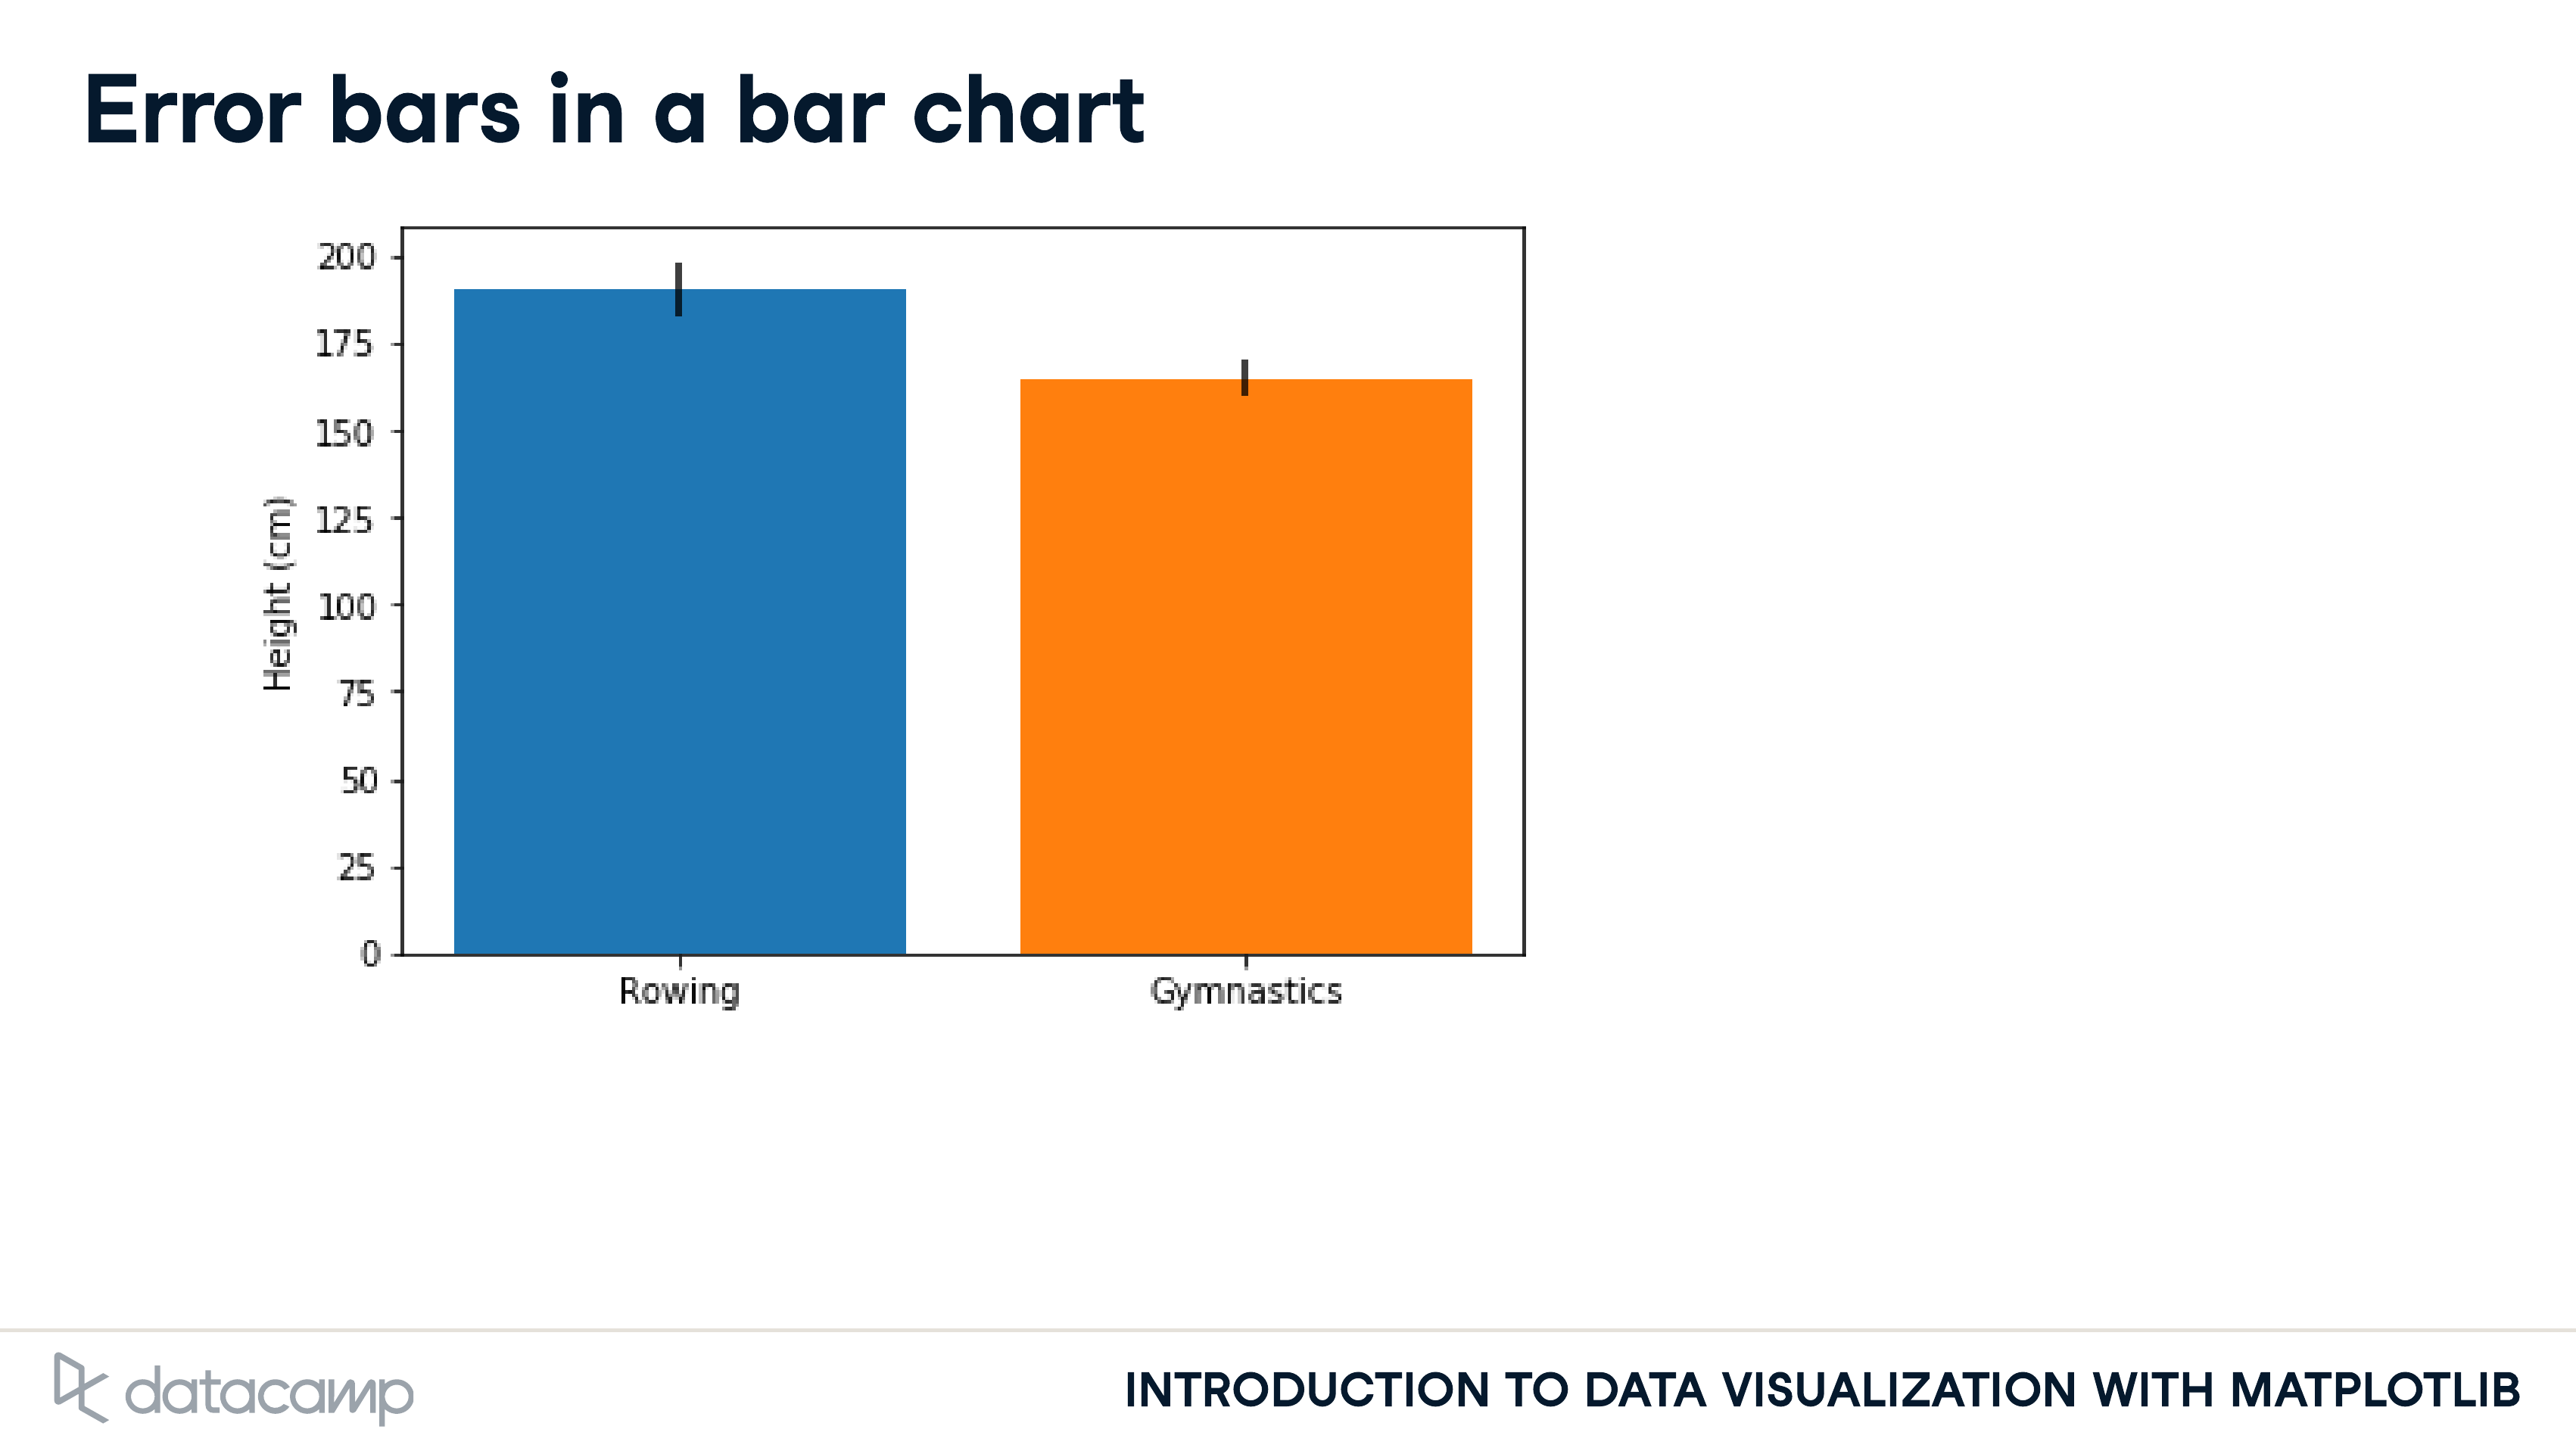 Error bars in a bar chart
200
175
150
125
100
75
50
25
0
Height (cm)
Rowing
Gymnastics
datacamp
INTRODUCTION TO DATA VISUALIZATION WITH MATPLOTLIB